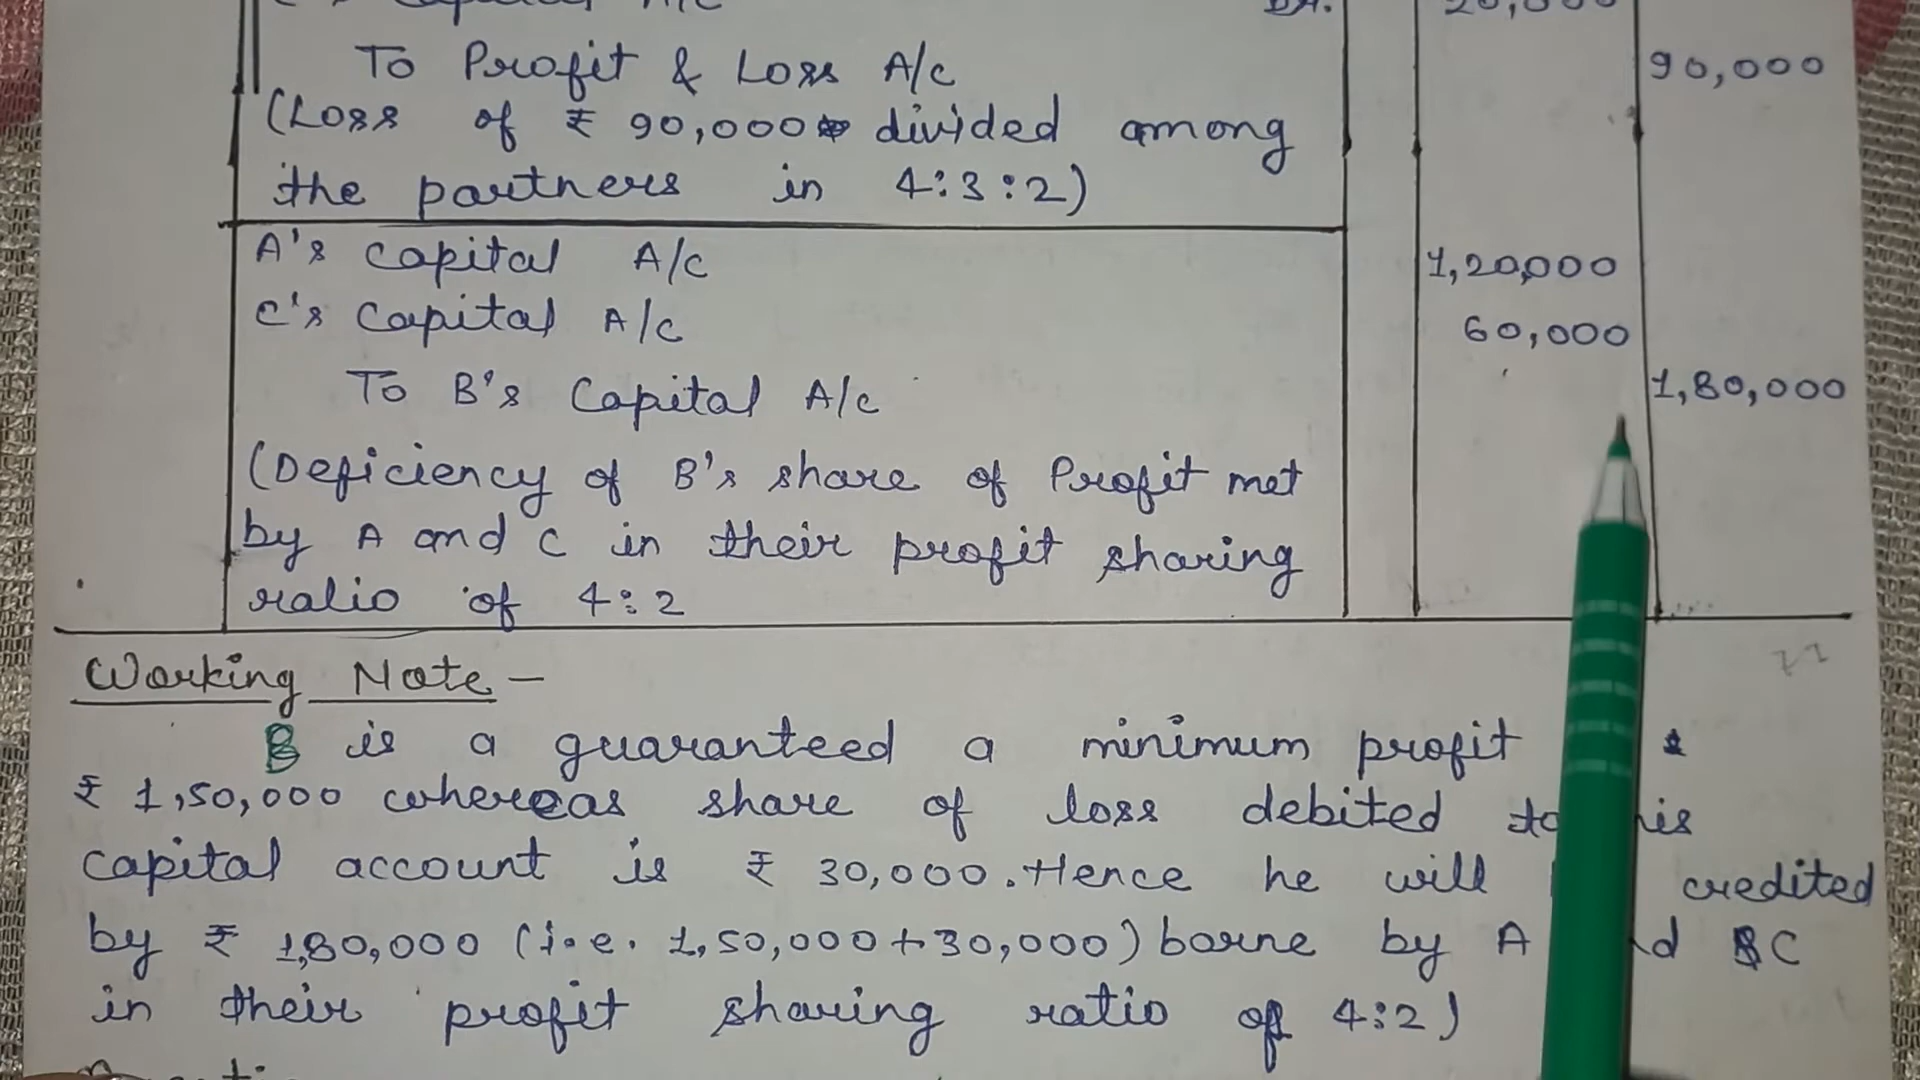 To Profit & Loss A/c 90,000
(Loss of ₹ 90,000 divided among
the partners in 4:3:2)
A's Capital A/c 1,20,000
C's Capital A/c 60,000
To B's Capital A/c 1,80,000
(Deficiency of B's share of Profit met
by A and C in their profit sharing
ratio of 4:2
Working Note -
B is a guaranteed a minimum profit
₹ 1,50,000 whereas share of loss debited
capital account is ₹ 30,000. Hence he will credited
by ₹ 1,80,000 (i.e. 1,50,000+30,000) borne by A C
in their profit sharing ratio of 4:2)